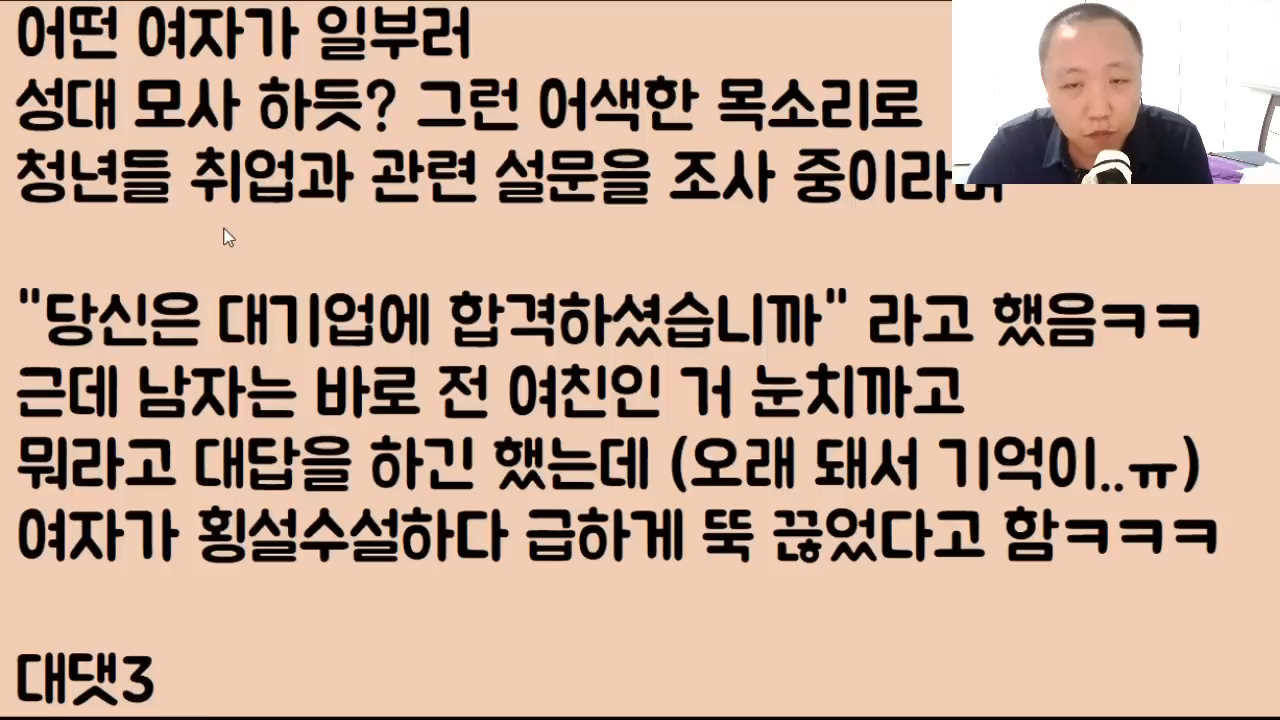 어떤 여자가 일부러
성대 모사 하듯? 그런 어색한 목소리로
청년들 취업과 관련 설문을 조사 중이라며
"당신은 대기업에 합격하셨습니까" 라고 했음ㅋㅋ
근데 남자는 바로 전 여친인 거 눈치까고
뭐라고 대답을 하긴 했는데 (오래 돼서 기억이..ㅠ)
여자가 횡설수설하다 급하게 뚝 끊었다고 함ㅋㅋㅋ
대댓3